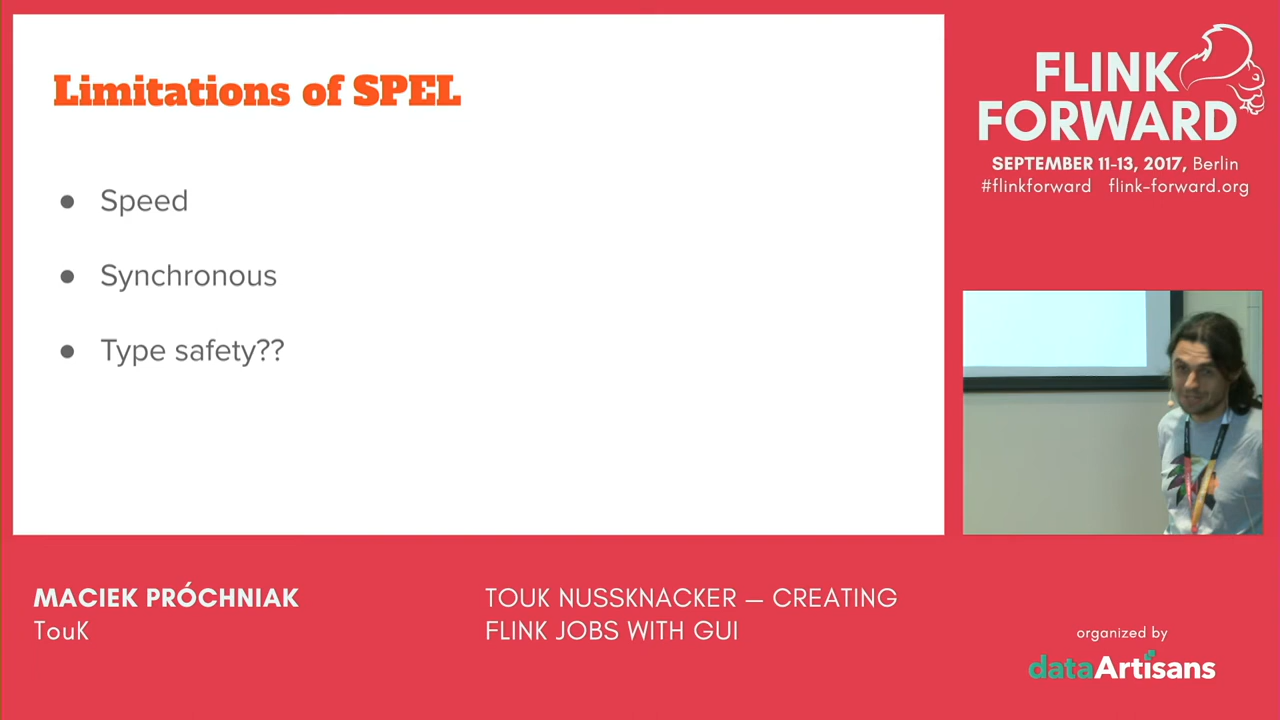 Limitations of SPEL
● Speed
● Synchronous
● Type safety??
FLINK
FORWARD
SEPTEMBER 11-13, 2017, Berlin
#flinkforward flink-forward.org
MACIEK PRÓCHNIAK
TouK
TOUK NUSSKNACKER — CREATING
FLINK JOBS WITH GUI
organized by
dataArtisans